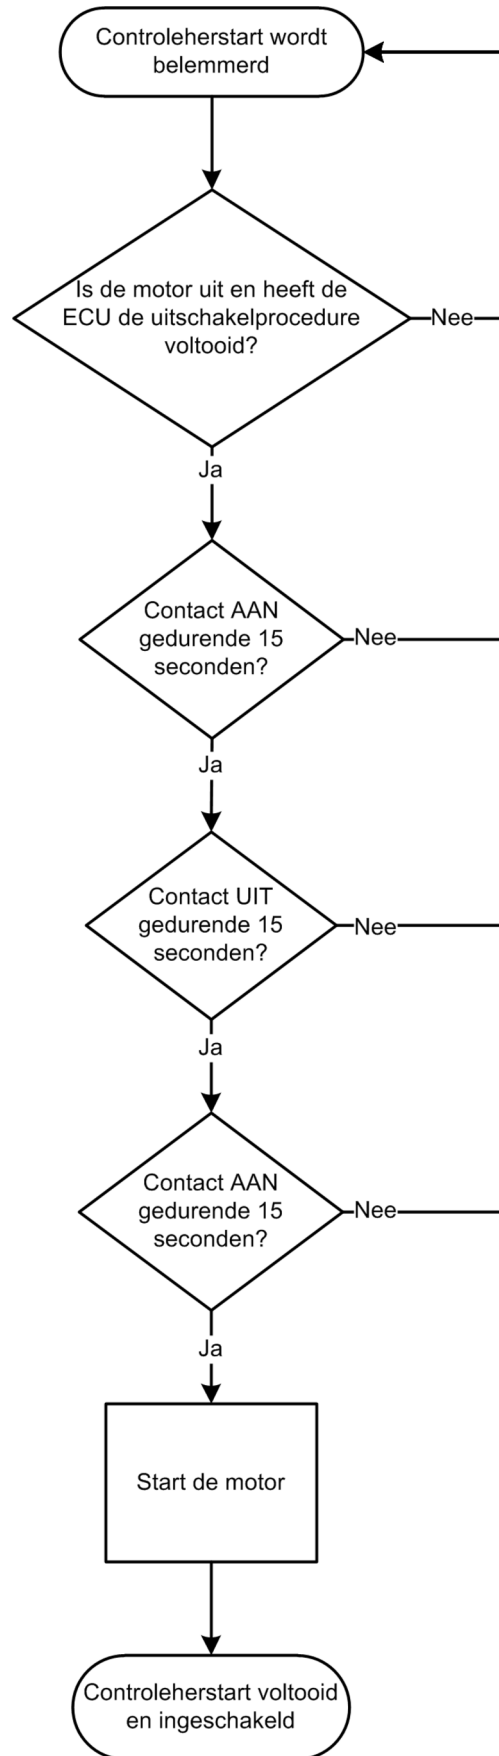 Controleherstart wordt
belemmerd
Is de motor uit en heeft de
ECU de uitschakelprocedure
voltooid?
Nee
Ja
Contact AAN
gedurende 15
seconden?
Nee
Ja
Contact UIT
gedurende 15
seconden?
Nee
Ja
Contact AAN
gedurende 15
seconden?
Nee
Ja
Start de motor
Controleherstart voltooid
en ingeschakeld